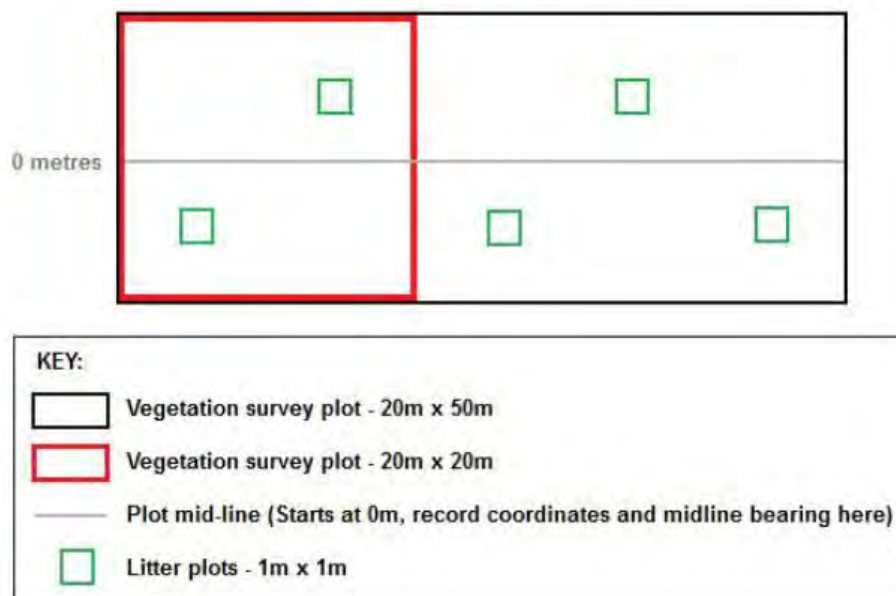 0 metres
KEY:
Vegetation survey plot - 20m x 50m
Vegetation survey plot - 20m x 20m
Plot mid-line (Starts at 0m, record coordinates and midline bearing here)
Litter plots - 1m x 1m